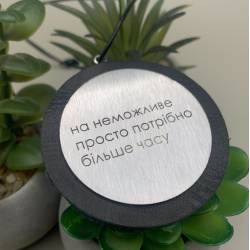 на неможливе
просто потрібно
більше часу